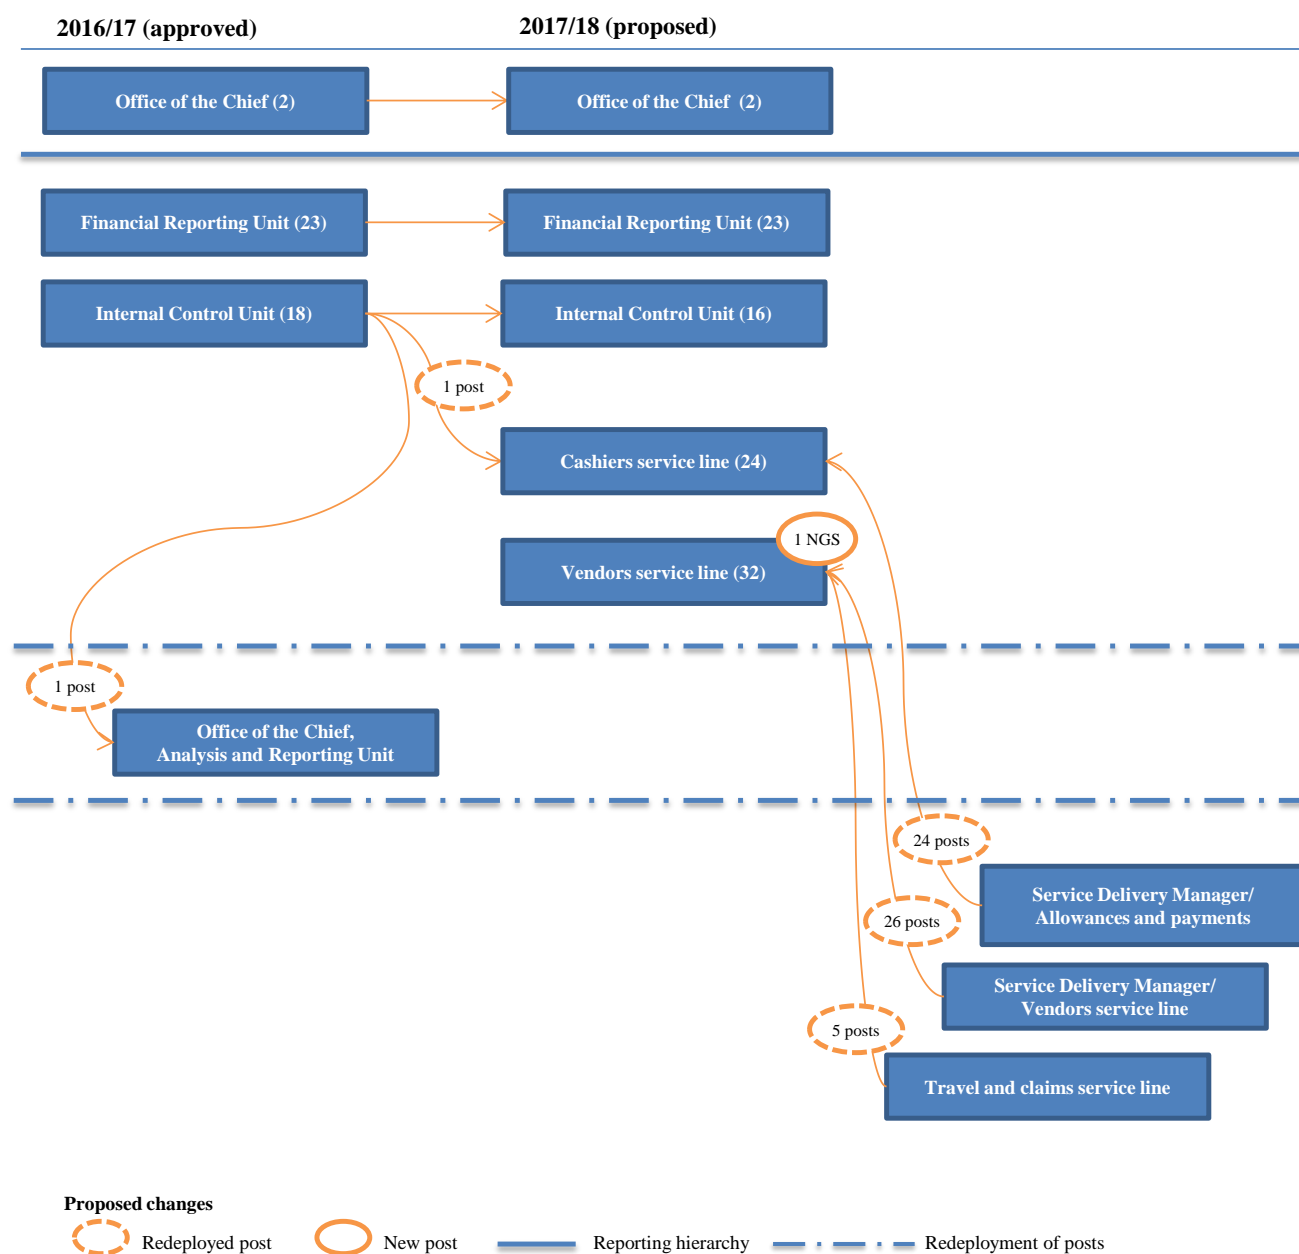 2016/17 (approved)
2017/18 (proposed)
Office of the Chief (2)
Office of the Chief  (2)
Financial Reporting Unit (23)
Financial Reporting Unit (23)
Internal Control Unit (18)
Internal Control Unit (16)
1 post
Cashiers service line (24)
1 NGS
Vendors service line (32)
1 post
Office of the Chief,
Analysis and Reporting Unit
24 posts
Service Delivery Manager/
Allowances and payments
26 posts
Service Delivery Manager/
Vendors service line
5 posts
Travel and claims service line
Proposed changes
Redeployed post
New post
Reporting hierarchy
Redeployment of posts